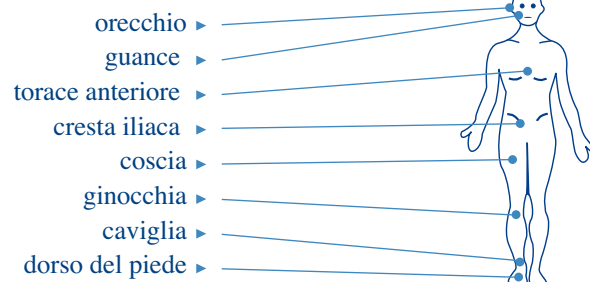 orecchio
guance
torace anteriore
cresta iliaca
coscia
ginocchia
caviglia
dorso del piede